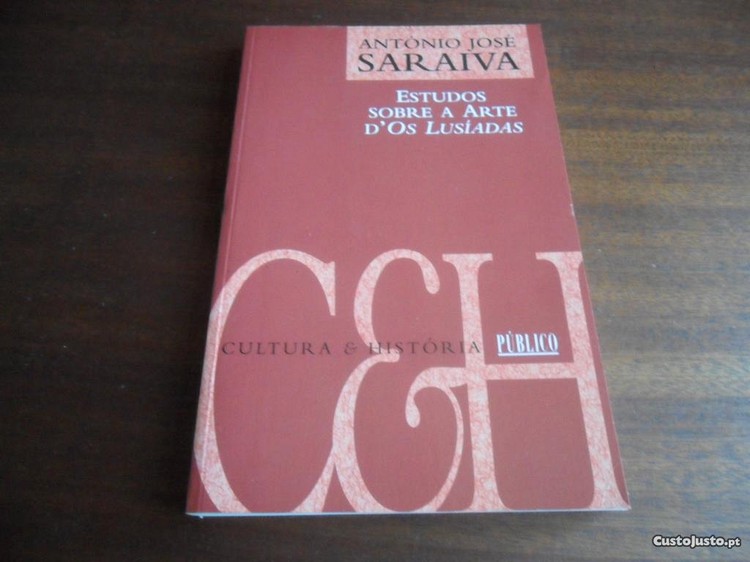 ANTÓNIO JOSÉ
SARAIVA
ESTUDOS
SOBRE A ARTE
D'OS LUSÍADAS
C&H
CULTURA & HISTÓRIA PÚBLICO
CustoJusto.pt